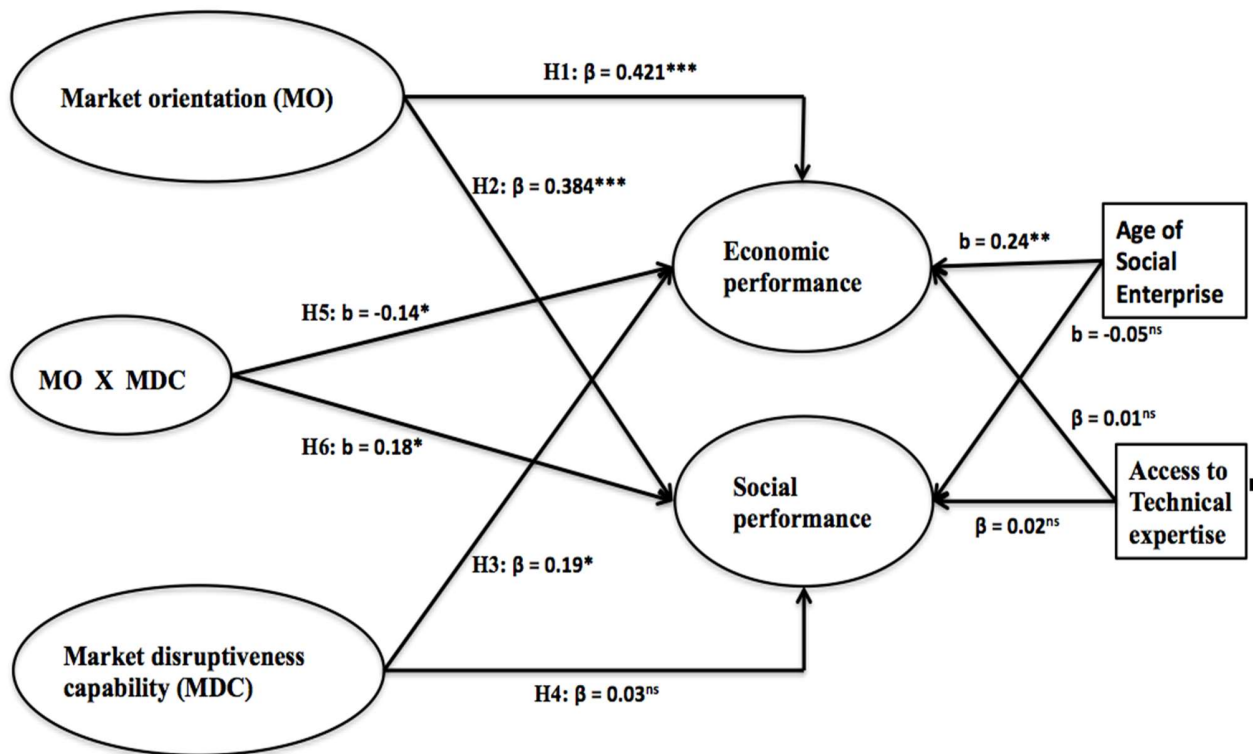 H1: β = 0.421***
Market orientation (MO)
H2: β = 0.384***
Economic
performance
b = 0.24**
Age of
Social
Enterprise
H5: b = -0.14*
b = -0.05ns
MO X MDC
β = 0.01ns
H6: b = 0.18*
Social
performance
Access to
Technical
expertise
β = 0.02ns
H3: β = 0.19*
Market disruptiveness
capability (MDC)
H4: β = 0.03ns